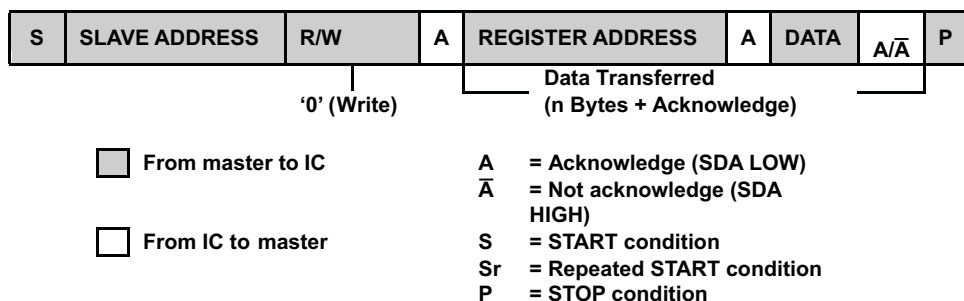 S SLAVE ADDRESS R/W A REGISTER ADDRESS A DATA A/A̅ P
‘0’ (Write)
Data Transferred
(n Bytes + Acknowledge)
From master to IC
From IC to master
A = Acknowledge (SDA LOW)
A̅ = Not acknowledge (SDA
HIGH)
S = START condition
Sr = Repeated START condition
P = STOP condition